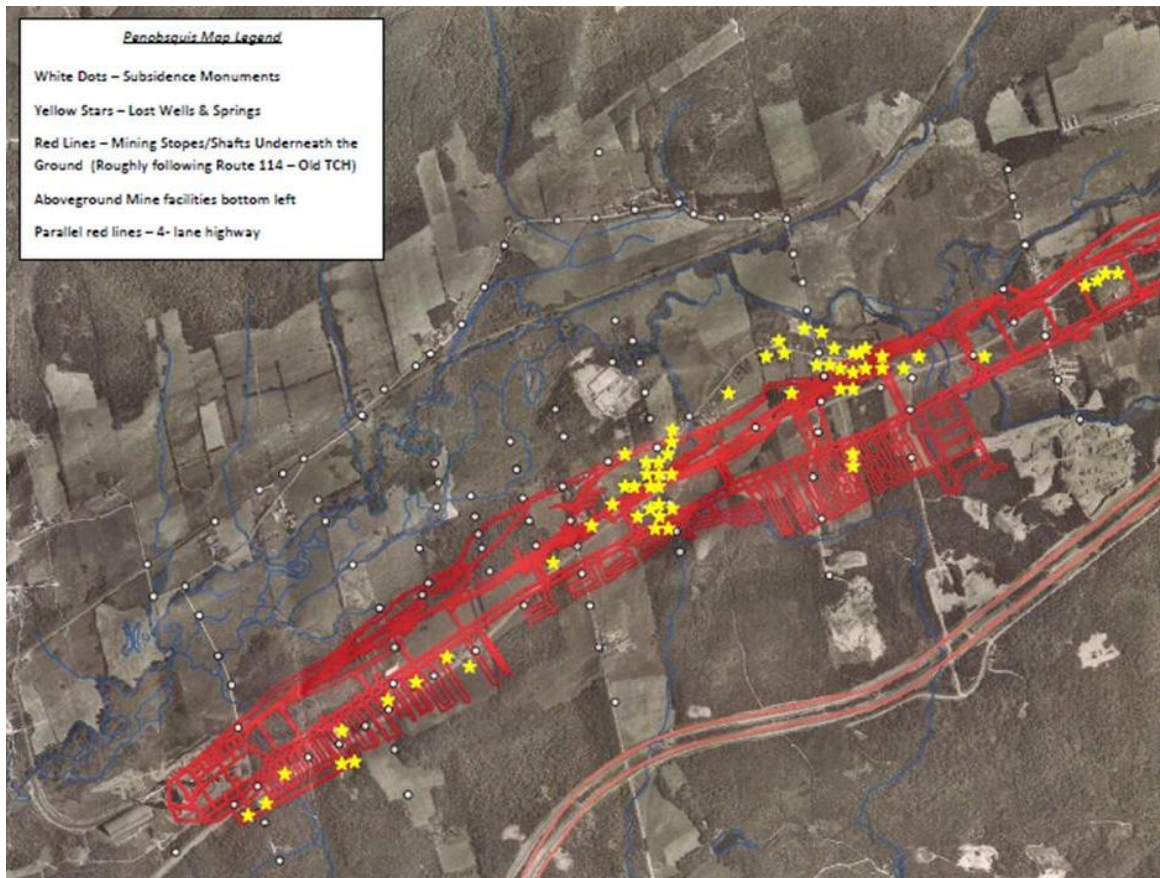 Penobsquis Map Legend
White Dots – Subsidence Monuments
Yellow Stars – Lost Wells & Springs
Red Lines – Mining Stopes/Shafts Underneath the
Ground (Roughly following Route 114 – Old TCH)
Aboveground Mine facilities bottom left
Parallel red lines – 4- lane highway